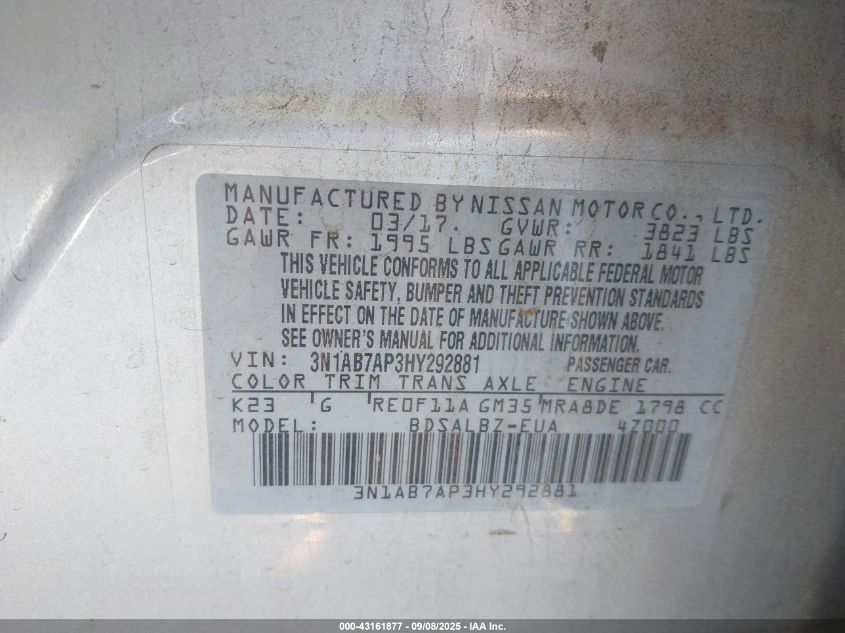 MANUFACTURED BY NISSAN MOTOR CO., LTD.
DATE: 03/17. GVWR: 3823 LBS
GAWR FR: 1995 LBS GAWR RR: 1841 LBS
THIS VEHICLE CONFORMS TO ALL APPLICABLE FEDERAL MOTOR
VEHICLE SAFETY, BUMPER AND THEFT PREVENTION STANDARDS
IN EFFECT ON THE DATE OF MANUFACTURE SHOWN ABOVE.
SEE OWNER'S MANUAL FOR ADDITIONAL INFORMATION.
VIN: 3N1AB7AP3HY292881 PASSENGER CAR.
COLOR TRIM TRANS AXLE ENGINE
K23 G RE0F11A GM35 MRA8DE 1798 CC
MODEL: BDSALBZ-EUA 4Z000
3N1AB7AP3HY292881
000-43161877 - 09/08/2025 - IAA Inc.